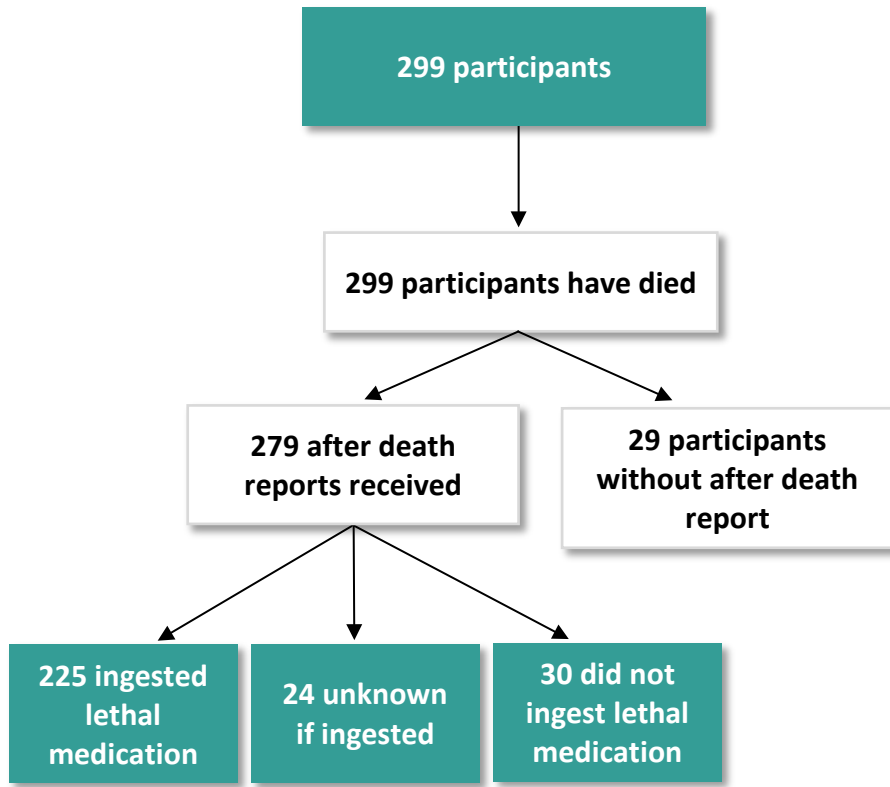 299 participants
299 participants have died
279 after death
reports received
29 participants
without after death
report
225 ingested
lethal
medication
24 unknown
if ingested
30 did not
ingest lethal
medication